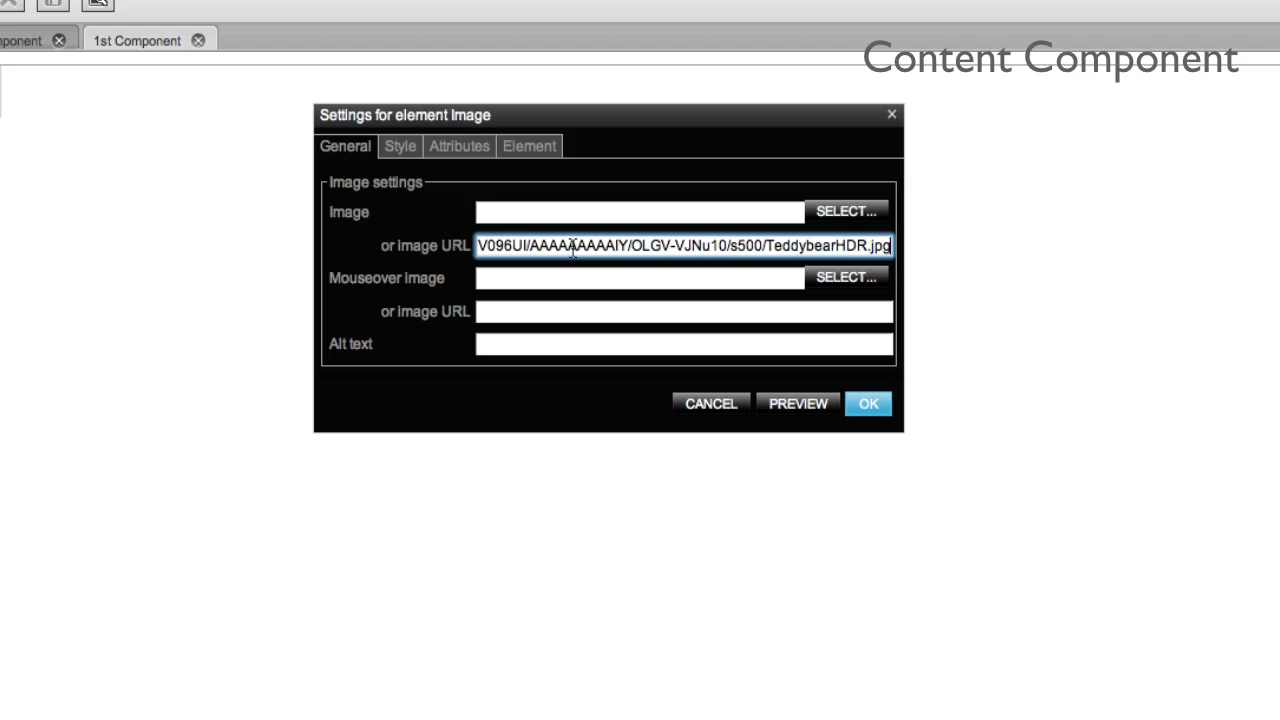 ponent
1st Component
Content Component
Settings for element Image
General Style Attributes Element
Image settings
Image SELECT...
or image URL V096UI/AAAAAAAAAIY/OLGV-VJNu10/s500/TeddybearHDR.jpg
Mouseover image SELECT...
or image URL
Alt text
CANCEL PREVIEW OK